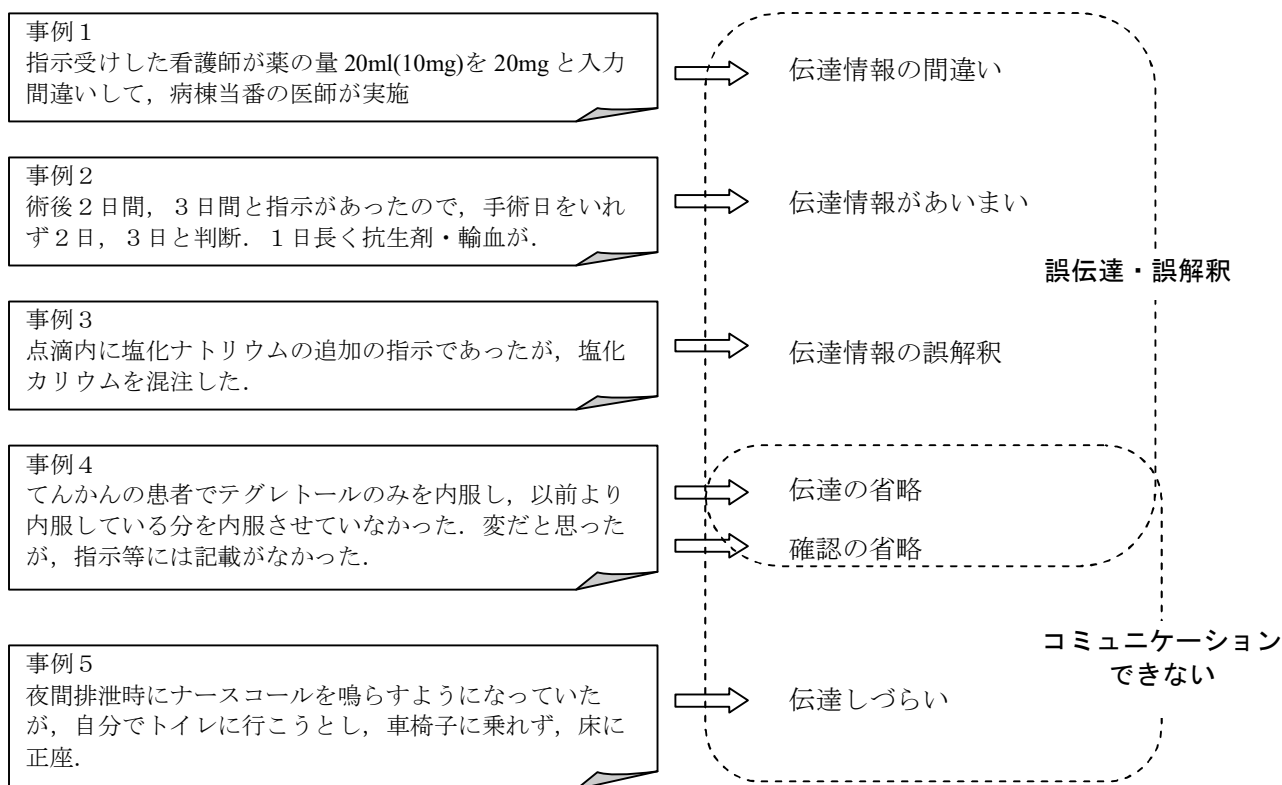 事例１
指示受けした看護師が薬の量 20ml(10mg)を 20mg と入力
間違いして，病棟当番の医師が実施
伝達情報の間違い
事例２
術後２日間，３日間と指示があったので，手術日をいれ
ず２日，３日と判断．１日長く抗生剤・輸血が．
伝達情報があいまい
誤伝達・誤解釈
事例３
点滴内に塩化ナトリウムの追加の指示であったが，塩化
カリウムを混注した．
伝達情報の誤解釈
事例４
てんかんの患者でテグレトールのみを内服し，以前より
内服している分を内服させていなかった．変だと思った
が，指示等には記載がなかった．
伝達の省略
確認の省略
コミュニケーション
できない
事例５
夜間排泄時にナースコールを鳴らすようになっていた
が，自分でトイレに行こうとし，車椅子に乗れず，床に
正座．
伝達しづらい